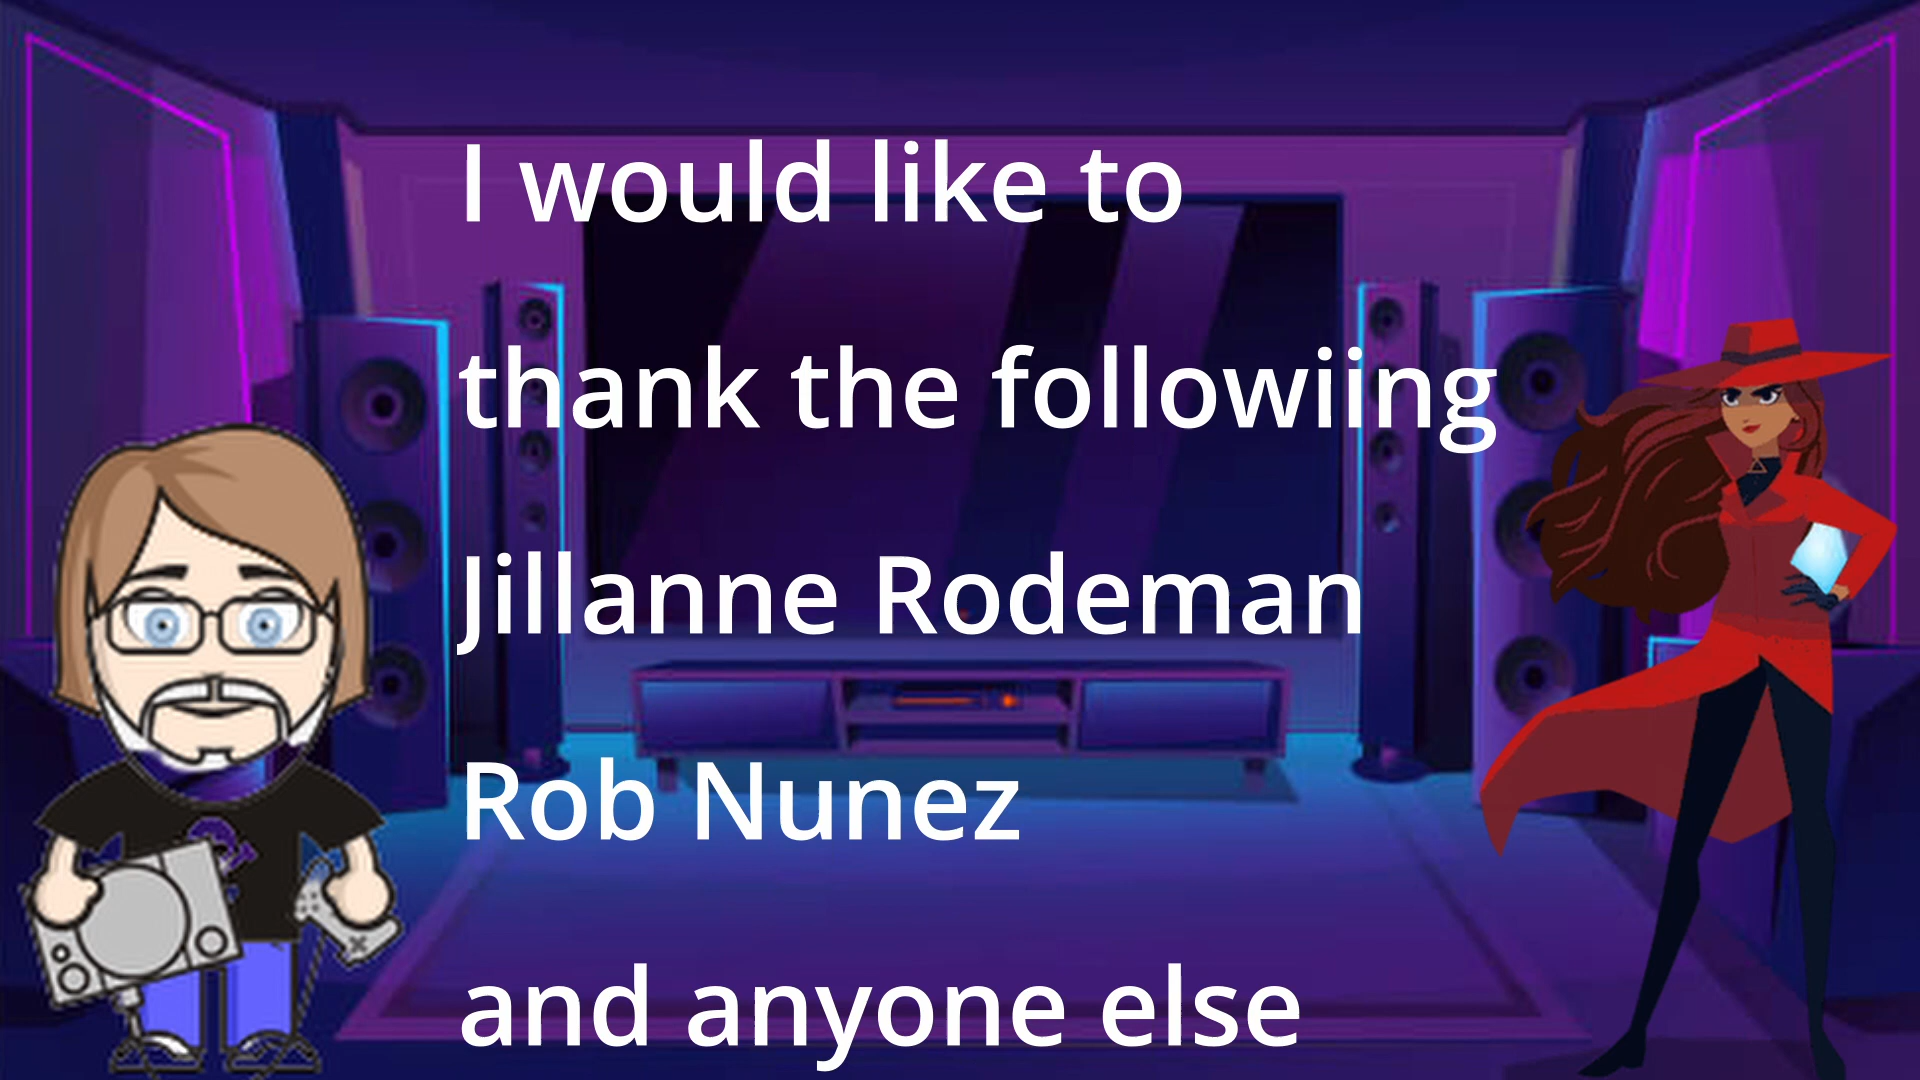 I would like to
thank the followiing
Jillanne Rodeman
Rob Nunez
and anyone else